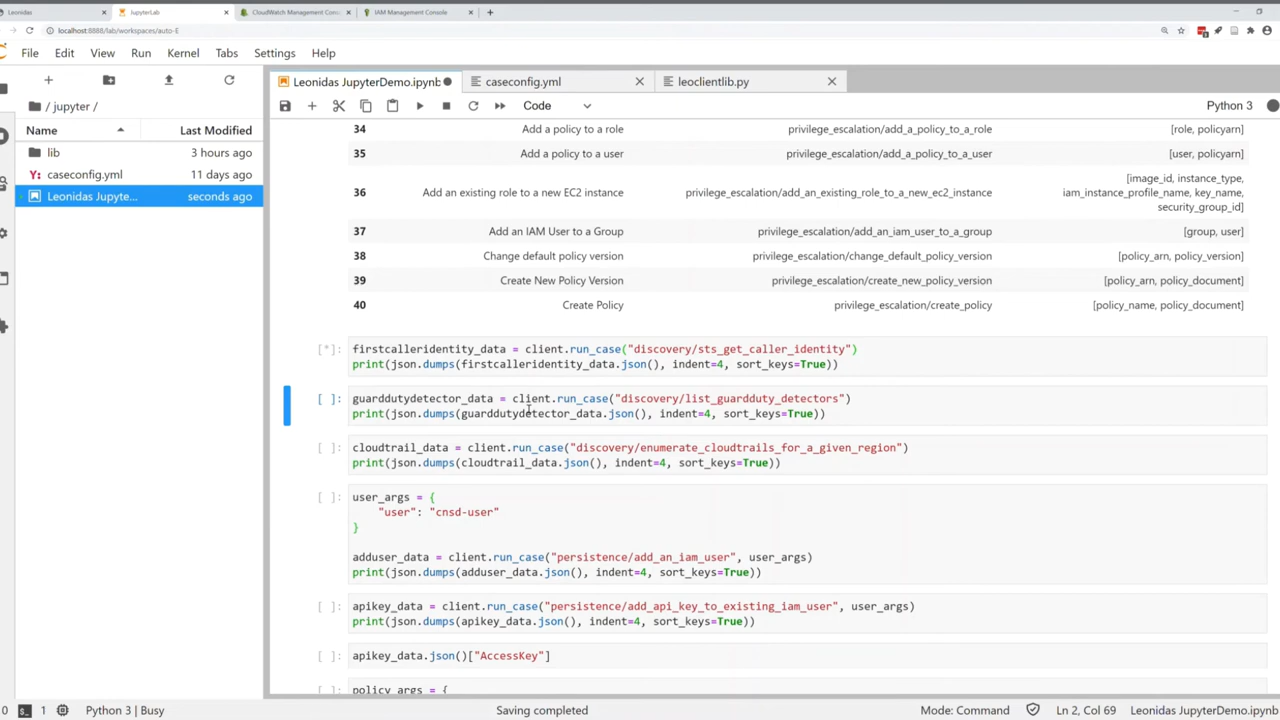 Leonidas
JupyterLab
CloudWatch Management Cons
IAM Management Console
localhost:8888/lab/workspaces/auto-E
File Edit View Run Kernel Tabs Settings Help
Leonidas JupyterDemo.ipynb
caseconfig.yml
leoclientlib.py
Code
Python 3
/ jupyter /
Name Last Modified
lib 3 hours ago
caseconfig.yml 11 days ago
Leonidas Jupyte... seconds ago
34 Add a policy to a role privilege_escalation/add_a_policy_to_a_role [role, policyarn]
35 Add a policy to a user privilege_escalation/add_a_policy_to_a_user [user, policyarn]
36 Add an existing role to a new EC2 instance privilege_escalation/add_an_existing_role_to_a_new_ec2_instance [image_id, instance_type,
iam_instance_profile_name, key_name,
security_group_id]
37 Add an IAM User to a Group privilege_escalation/add_an_iam_user_to_a_group [group, user]
38 Change default policy version privilege_escalation/change_default_policy_version [policy_arn, policy_version]
39 Create New Policy Version privilege_escalation/create_new_policy_version [policy_arn, policy_document]
40 Create Policy privilege_escalation/create_policy [policy_name, policy_document]
[*]: firstcalleridentity_data = client.run_case("discovery/sts_get_caller_identity")
print(json.dumps(firstcalleridentity_data.json(), indent=4, sort_keys=True))
[ ]: guarddutydetector_data = client.run_case("discovery/list_guardduty_detectors")
print(json.dumps(guarddutydetector_data.json(), indent=4, sort_keys=True))
[ ]: cloudtrail_data = client.run_case("discovery/enumerate_cloudtrails_for_a_given_region")
print(json.dumps(cloudtrail_data.json(), indent=4, sort_keys=True))
[ ]: user_args = {
"user": "cnsd-user"
}
adduser_data = client.run_case("persistence/add_an_iam_user", user_args)
print(json.dumps(adduser_data.json(), indent=4, sort_keys=True))
[ ]: apikey_data = client.run_case("persistence/add_api_key_to_existing_iam_user", user_args)
print(json.dumps(apikey_data.json(), indent=4, sort_keys=True))
[ ]: apikey_data.json()["AccessKey"]
[ ]: policy_args = {
0 1 Python 3 | Busy Saving completed Mode: Command Ln 2, Col 69 Leonidas JupyterDemo.ipynb